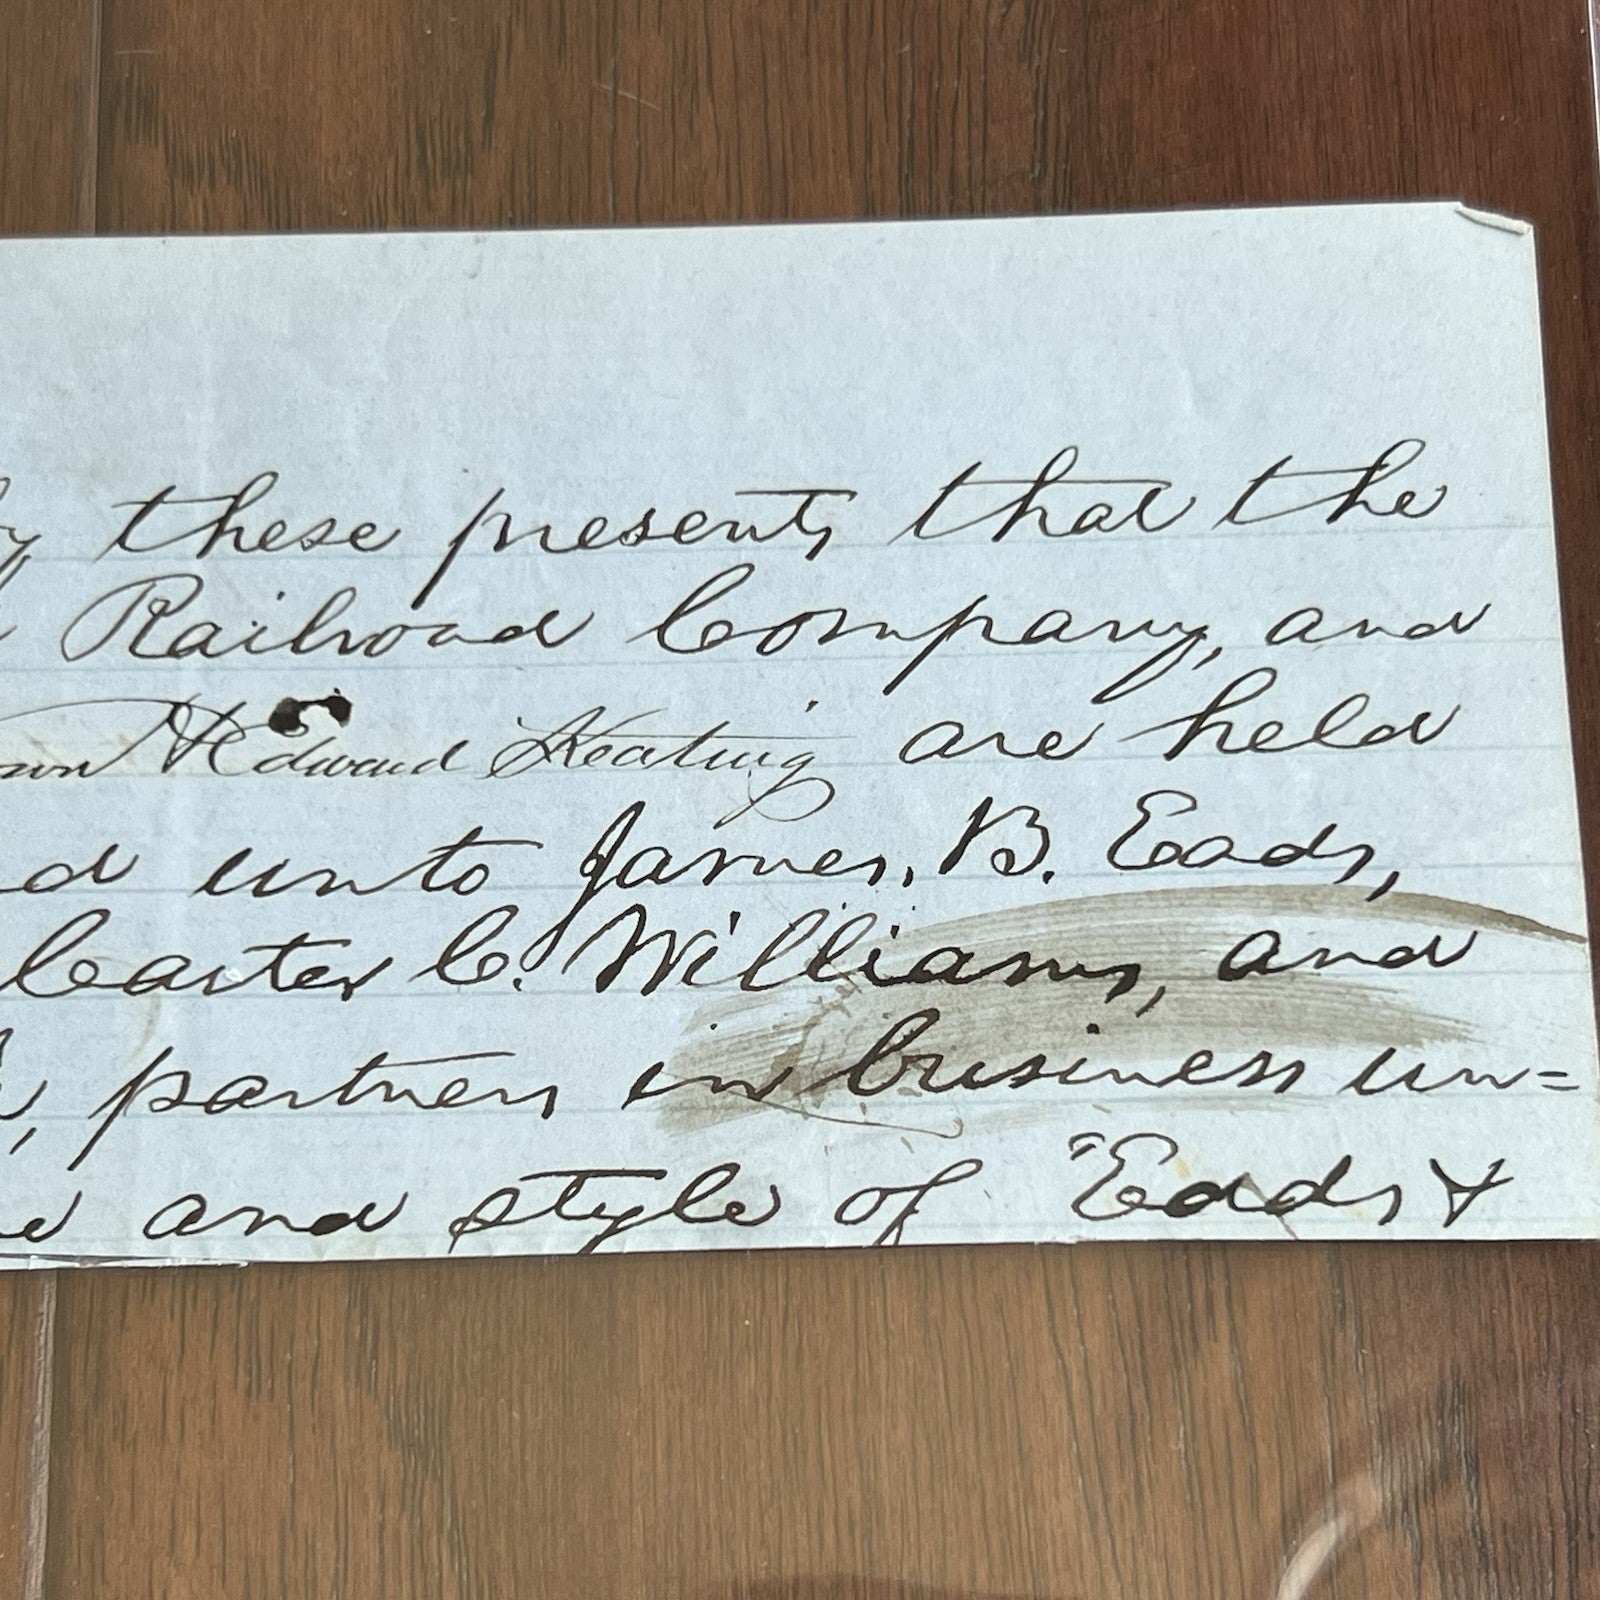 these presents that the
Railroad Company, and
& Edward Keating are held
unto James. B. Eads,
Carter C. Williams, and
partners in business un=
and style of "Eads &